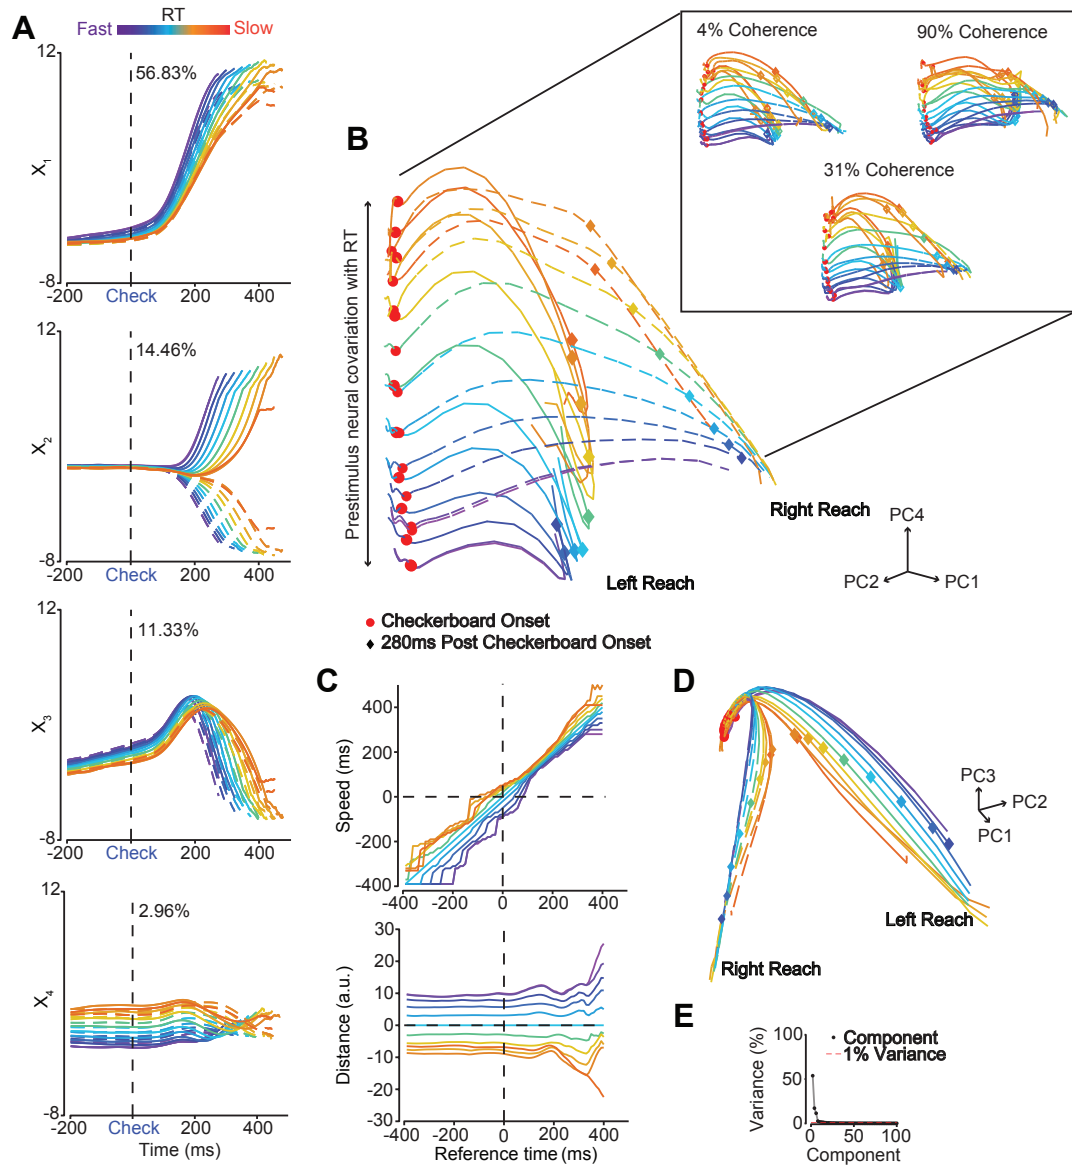 A
RT
Fast
Slow
12
56.83%
X1
-8
-200
Check
200
400
12
14.46%
X2
-8
-200
Check
200
400
12
11.33%
X3
-8
-200
Check
200
400
12
2.96%
X4
-8
-200
Check
200
400
Time (ms)
B
Prestimulus neural covariation with RT
4% Coherence
90% Coherence
31% Coherence
Right Reach
Left Reach
PC4
PC2
PC1
Checkerboard Onset
280ms Post Checkerboard Onset
C
Speed (ms)
400
200
0
-200
-400
-400
-200
0
200
400
Distance (a.u.)
30
20
10
0
-10
-20
-30
-400
-200
0
200
400
Reference time (ms)
D
PC3
PC2
PC1
Left Reach
Right Reach
E
Variance (%)
100
50
0
Component
1% Variance
0
50
100
Component